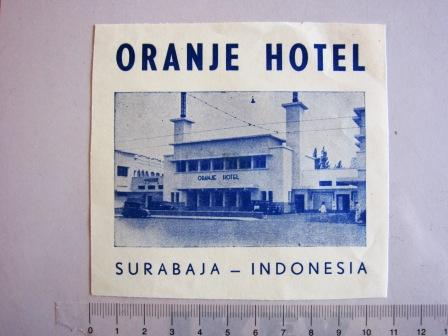 ORANJE HOTEL
ORANJE HOTEL
SURABAJA – INDONESIA
0 1 2 3 4 5 6 7 8 9 10 11 12